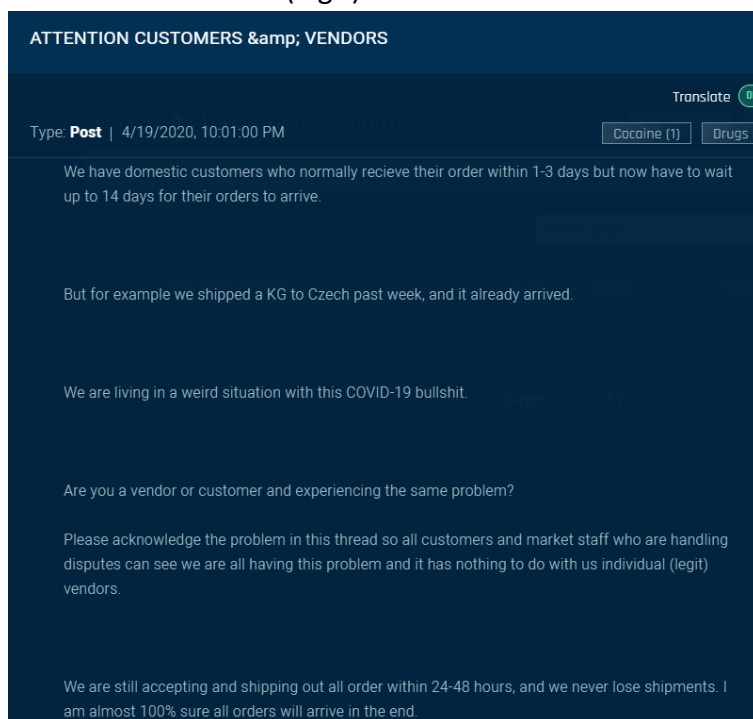 ATTENTION CUSTOMERS &amp; VENDORS
Translate
Type: Post | 4/19/2020, 10:01:00 PM
Cocaine (1) Drugs
We have domestic customers who normally recieve their order within 1-3 days but now have to wait
up to 14 days for their orders to arrive.
But for example we shipped a KG to Czech past week, and it already arrived.
We are living in a weird situation with this COVID-19 bullshit.
Are you a vendor or customer and experiencing the same problem?
Please acknowledge the problem in this thread so all customers and market staff who are handling
disputes can see we are all having this problem and it has nothing to do with us individual (legit)
vendors.
We are still accepting and shipping out all order within 24-48 hours, and we never lose shipments. I
am almost 100% sure all orders will arrive in the end.